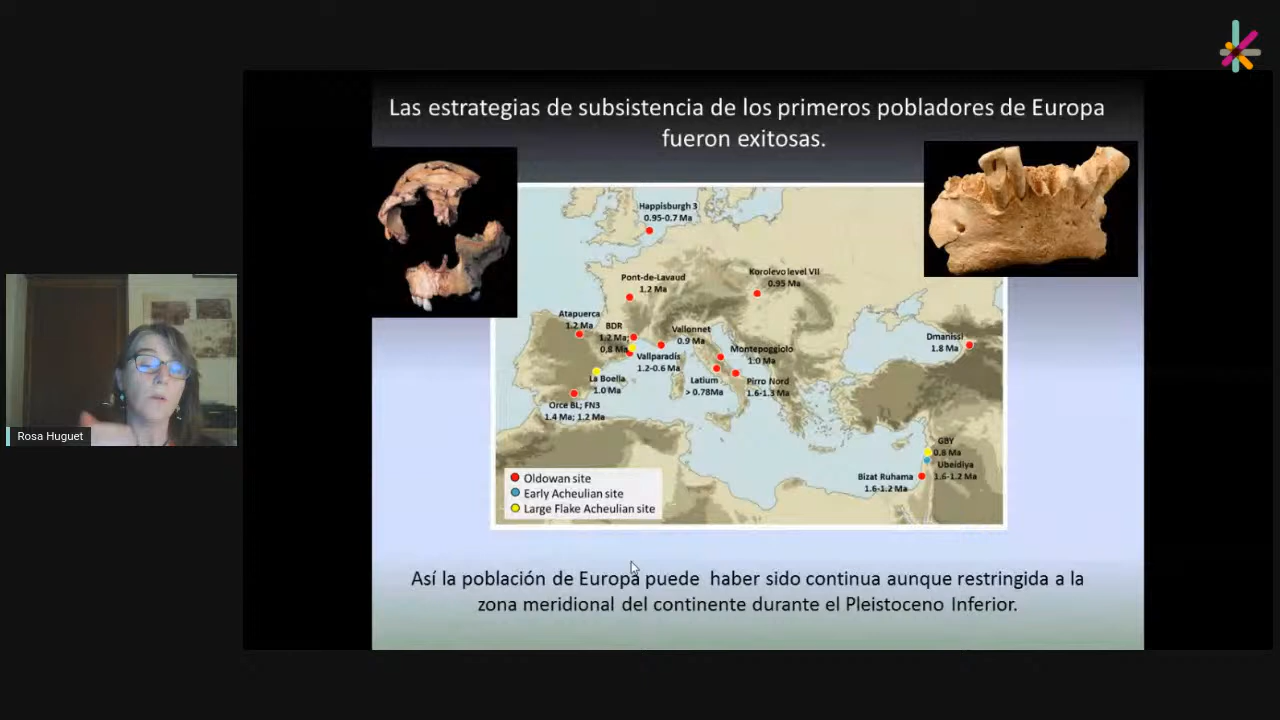 Las estrategias de subsistencia de los primeros pobladores de Europa
fueron exitosas.
Happisburgh 3
0.95-0.7 Ma
Pont-de-Lavaud
1.2 Ma
Korolevo level VII
0.95 Ma
Atapuerca
1.2 Ma
BDR
1.2 Ma;
0.8 Ma
Vallonnet
0.9 Ma
Vallparadís
1.2-0.6 Ma
Montepoggiolo
1.0 Ma
Dmanissi
1.8 Ma
La Boella
1.0 Ma
Latium
> 0.78Ma
Pirro Nord
1.6-1.3 Ma
Orce BL; FN3
1.4 Ma; 1.2 Ma
GBY
0.8 Ma
Ubeidiya
1.6-1.2 Ma
Bizat Ruhama
1.6-1.2 Ma
Oldowan site
Early Acheulian site
Large Flake Acheulian site
Rosa Huguet
Así la población de Europa puede haber sido continua aunque restringida a la
zona meridional del continente durante el Pleistoceno Inferior.